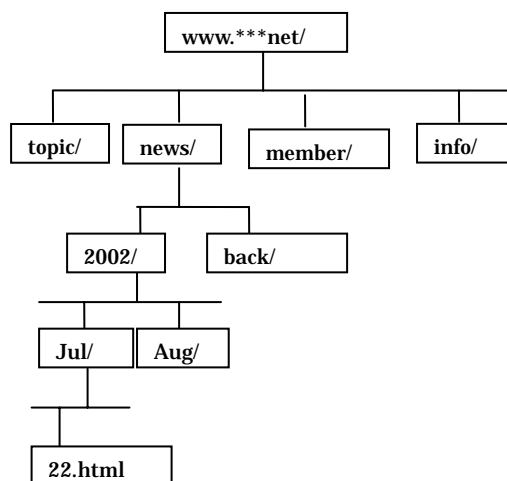 www.***net/
topic/
news/
member/
info/
2002/
back/
Jul/
Aug/
22.html